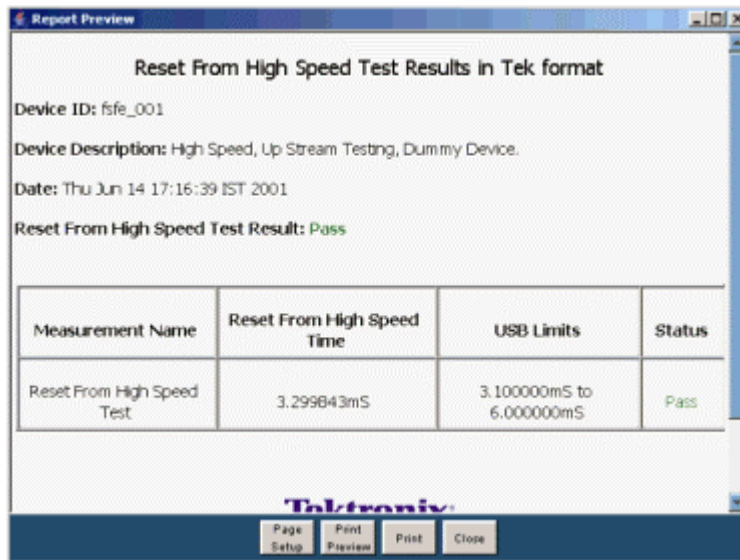 Report Preview
Reset From High Speed Test Results in Tek format
Device ID: fsfe_001
Device Description: High Speed, Up Stream Testing, Dummy Device.
Date: Thu Jun 14 17:16:39 IST 2001
Reset From High Speed Test Result: Pass
Measurement Name
Reset From High Speed
Time
USB Limits
Status
Reset From High Speed
Test
3.299843mS
3.100000mS to
6.000000mS
Pass
Tektronix
Page
Setup
Print
Preview
Print
Close